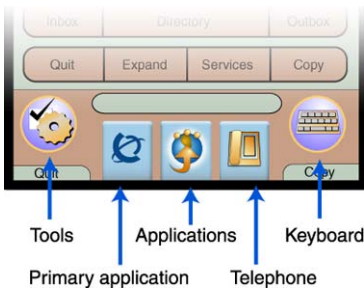 Inbox Directory Outbox
Quit Expand Services Copy
Quit Copy
Tools Applications Keyboard
Primary application Telephone